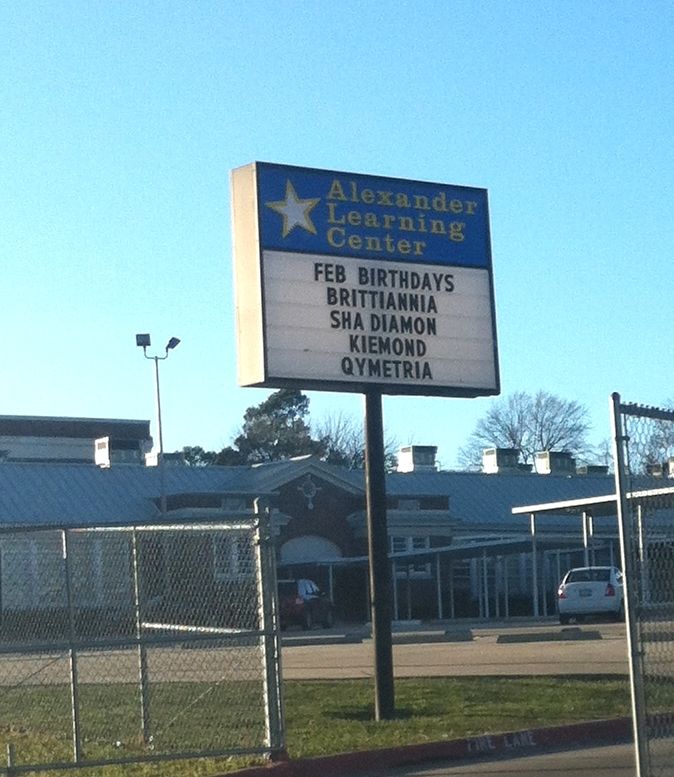 Alexander
Learning
Center
FEB BIRTHDAYS
BRITTIANNIA
SHA DIAMON
KIEMOND
QYMETRIA
FIRE LANE